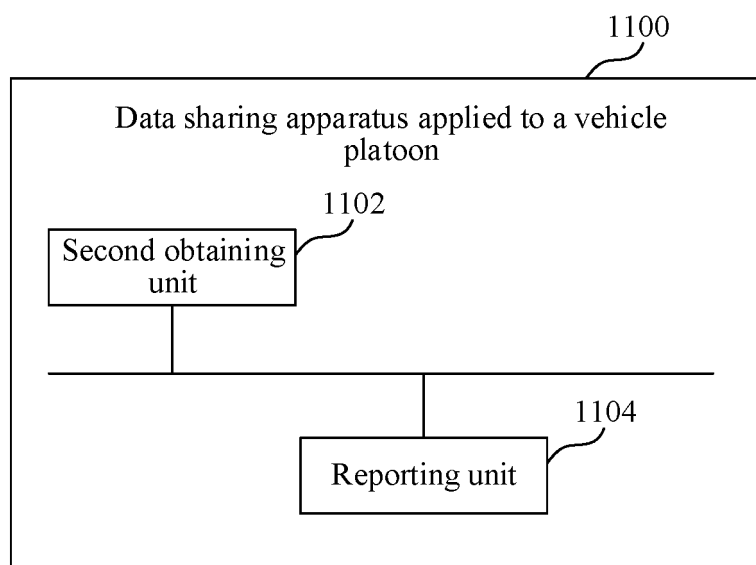 1100
Data sharing apparatus applied to a vehicle
platoon
1102
Second obtaining
unit
1104
Reporting unit